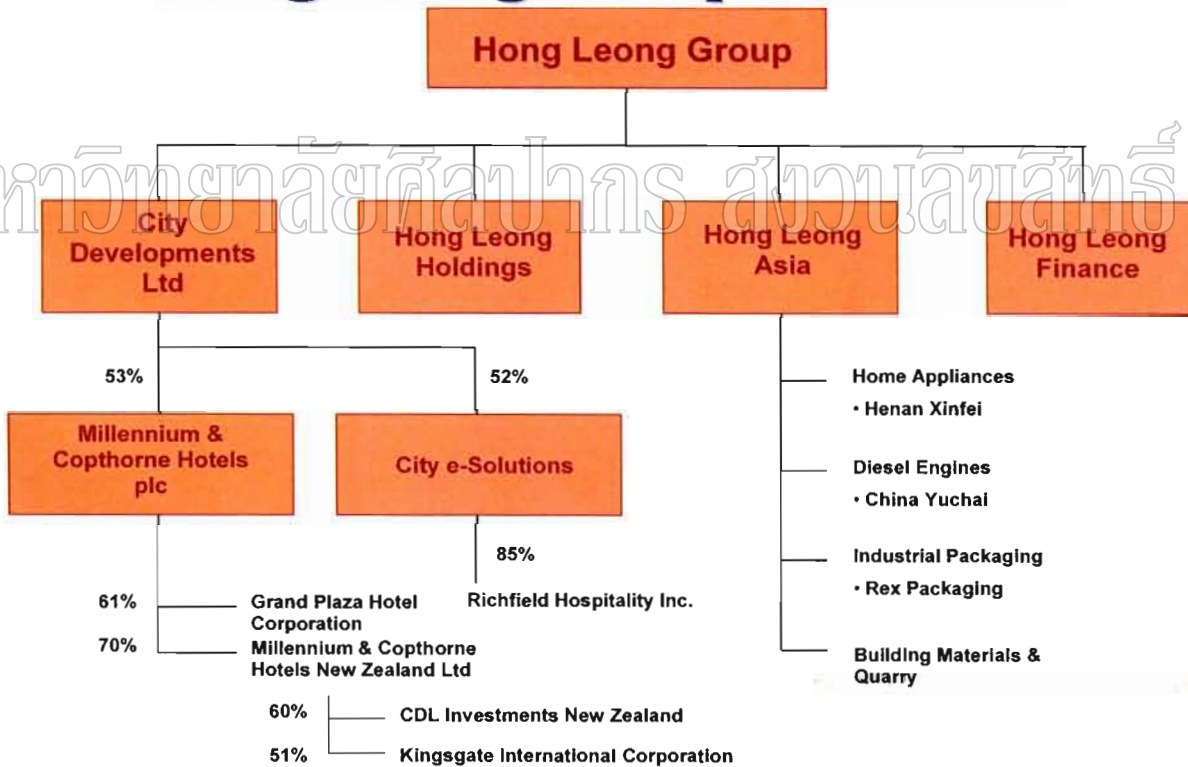 Hong Leong Group
มหาวิทยาลัยศิลปากร สงวนลิขสิทธิ์
City
Developments
Ltd
Hong Leong
Holdings
Hong Leong
Asia
Hong Leong
Finance
53%
52%
Millennium &
Copthorne Hotels
plc
City e-Solutions
85%
Richfield Hospitality Inc.
61%
Grand Plaza Hotel
Corporation
70%
Millennium & Copthorne
Hotels New Zealand Ltd
60%
CDL Investments New Zealand
51%
Kingsgate International Corporation
Home Appliances
• Henan Xinfei
Diesel Engines
• China Yuchai
Industrial Packaging
• Rex Packaging
Building Materials &
Quarry